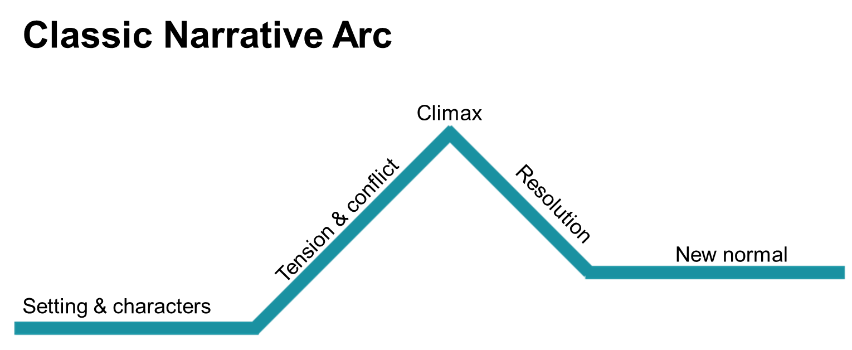 Classic Narrative Arc
Climax
Tension & conflict
Resolution
New normal
Setting & characters